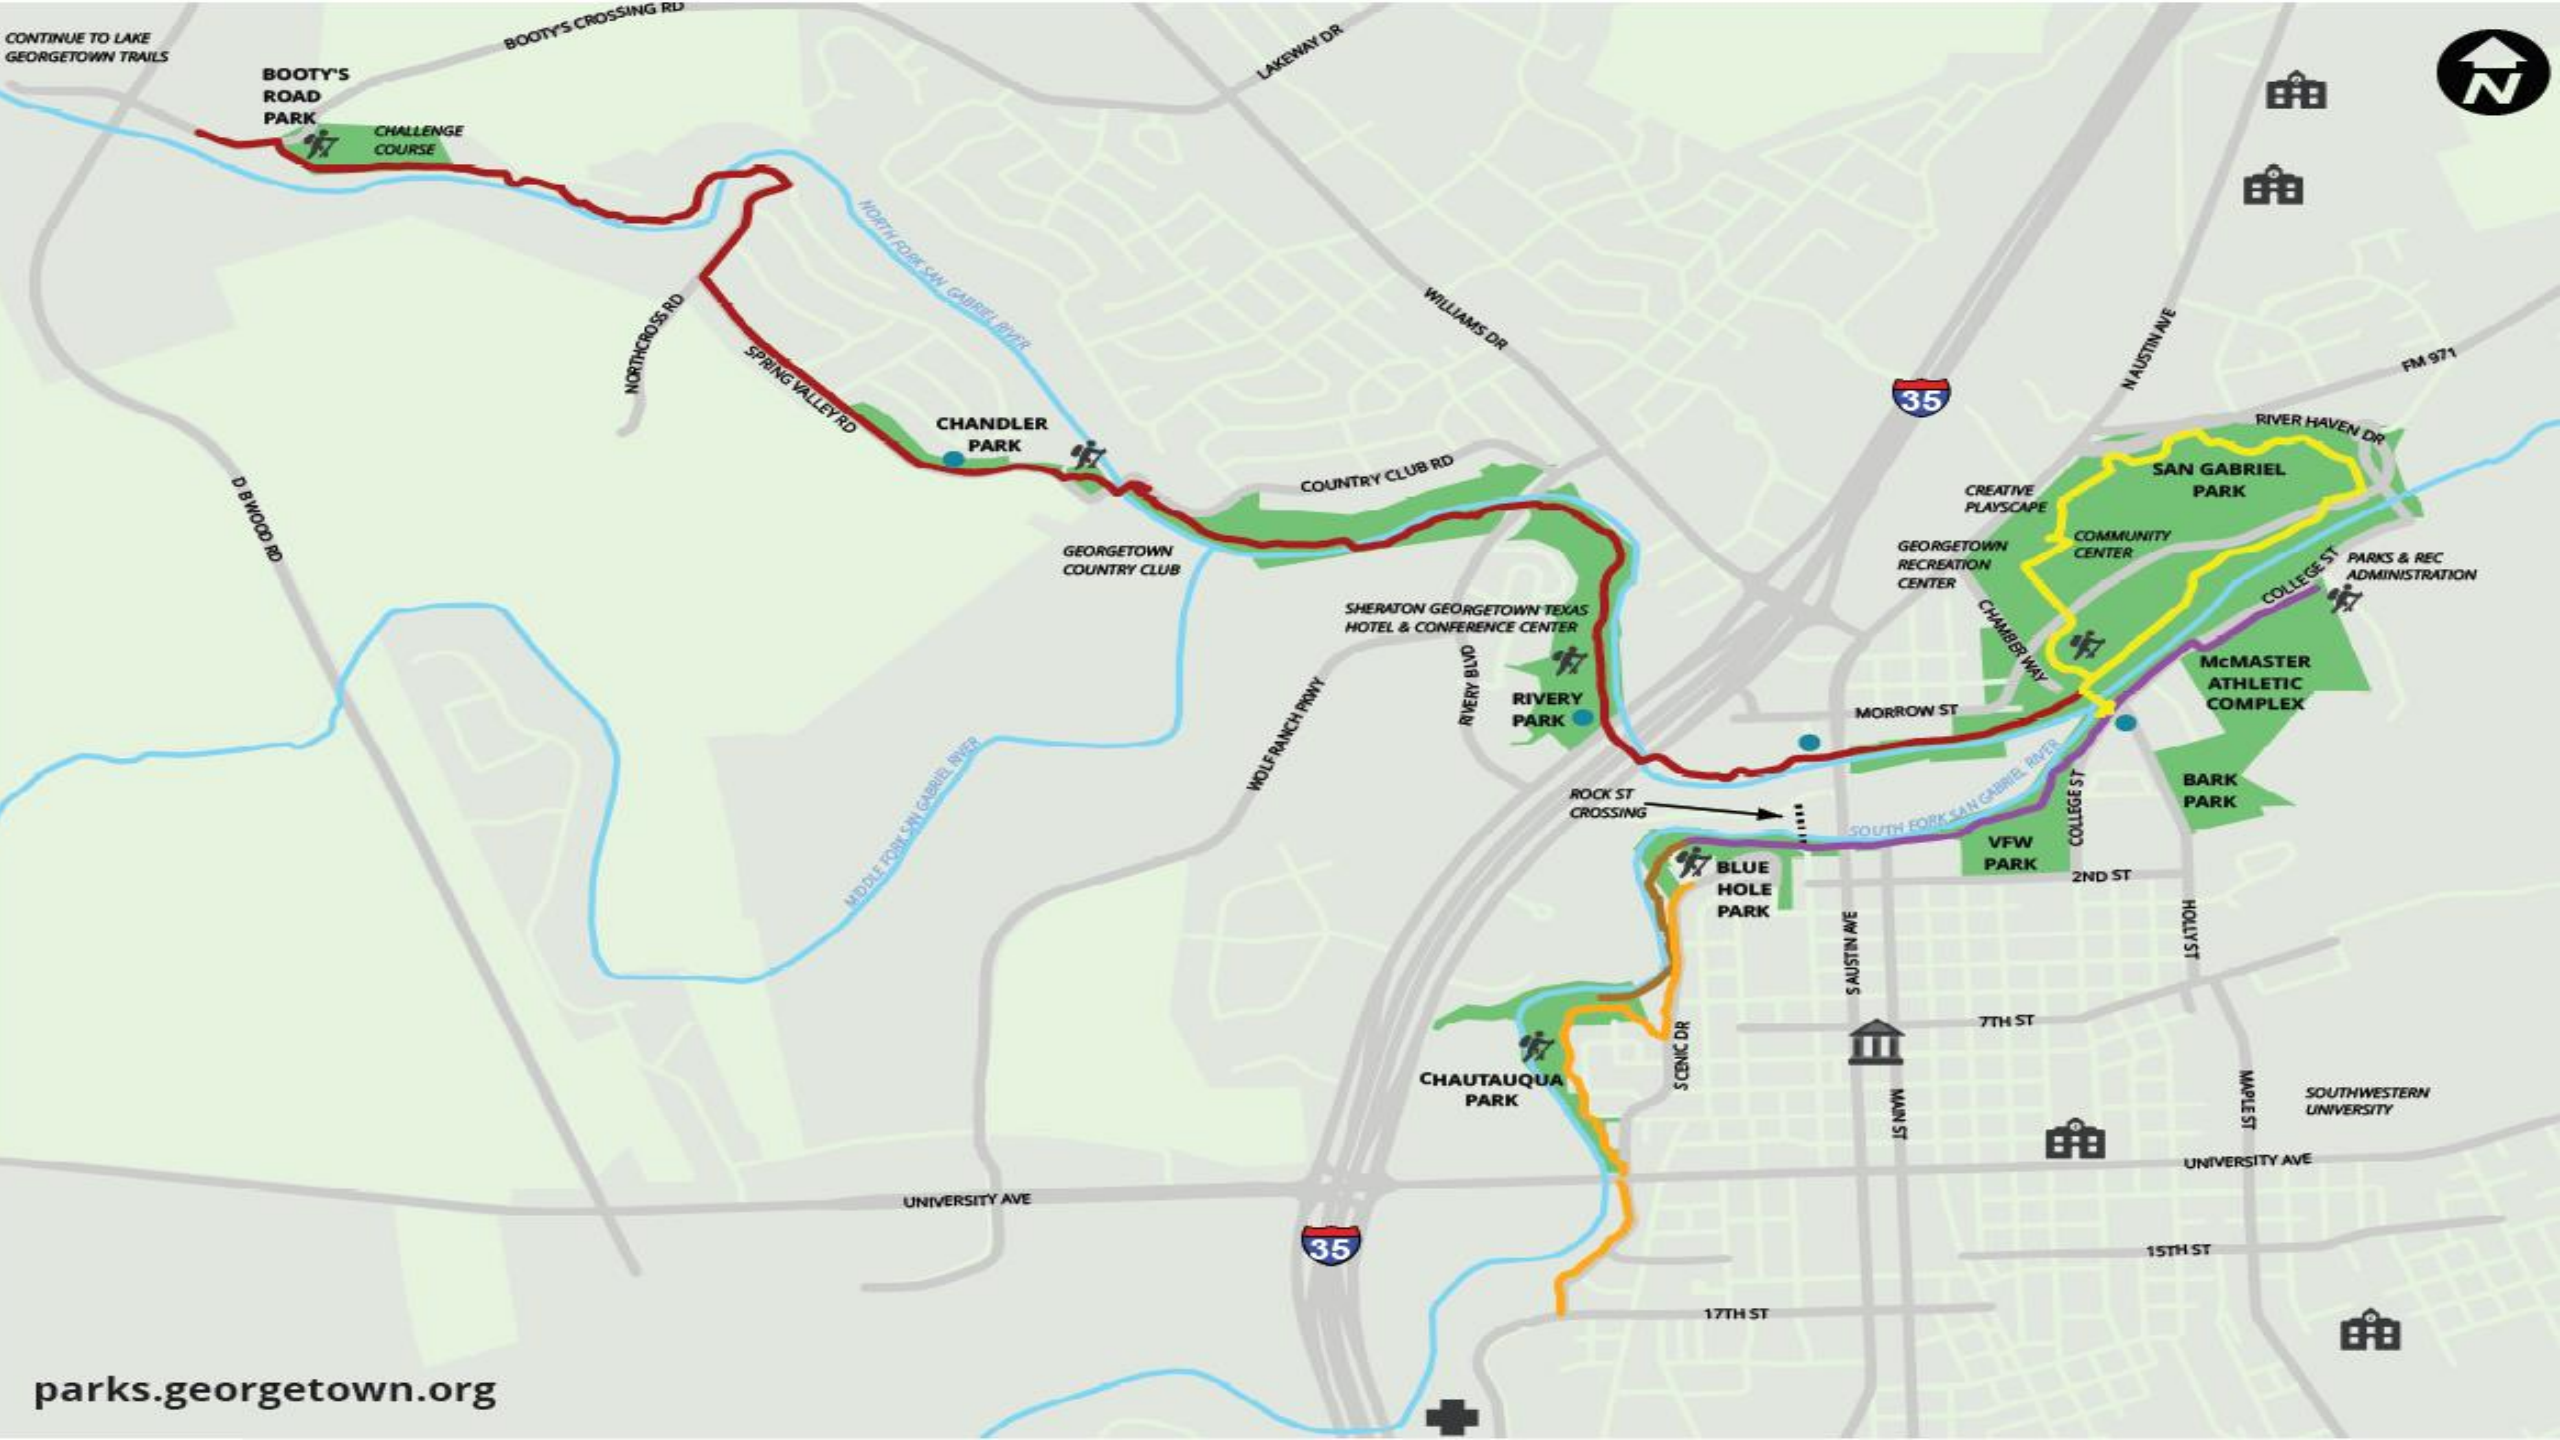 BOOTY'S CROSSING RD
CONTINUE TO LAKE
GEORGETOWN TRAILS
LAKEWAY DR
N
BOOTY'S
ROAD
PARK
CHALLENGE
COURSE
NORTH FORK SAN GABRIEL RIVER
NORTHCROSS RD
SPRING VALLEY RD
WILLIAMS DR
N AUSTIN AVE
FM 971
35
CHANDLER
PARK
COUNTRY CLUB RD
RIVER HAVEN DR
SAN GABRIEL
PARK
CREATIVE
PLAYSCAPE
COMMUNITY
CENTER
D B WOOD RD
GEORGETOWN
COUNTRY CLUB
GEORGETOWN
RECREATION
CENTER
COLLEGE ST
PARKS & REC
ADMINISTRATION
SHERATON GEORGETOWN TEXAS
HOTEL & CONFERENCE CENTER
CHAMBER WAY
RIVERY BLVD
RIVERY
PARK
McMASTER
ATHLETIC
COMPLEX
WOLF RANCH PKWY
MORROW ST
MIDDLE FORK SAN GABRIEL RIVER
ROCK ST
CROSSING
SOUTH FORK SAN GABRIEL RIVER
COLLEGE ST
BARK
PARK
VFW
PARK
BLUE
HOLE
PARK
2ND ST
HOLLY ST
S AUSTIN AVE
7TH ST
SCENIC DR
CHAUTAUQUA
PARK
MAIN ST
MAPLE ST
SOUTHWESTERN
UNIVERSITY
UNIVERSITY AVE
UNIVERSITY AVE
35
15TH ST
17TH ST
parks.georgetown.org